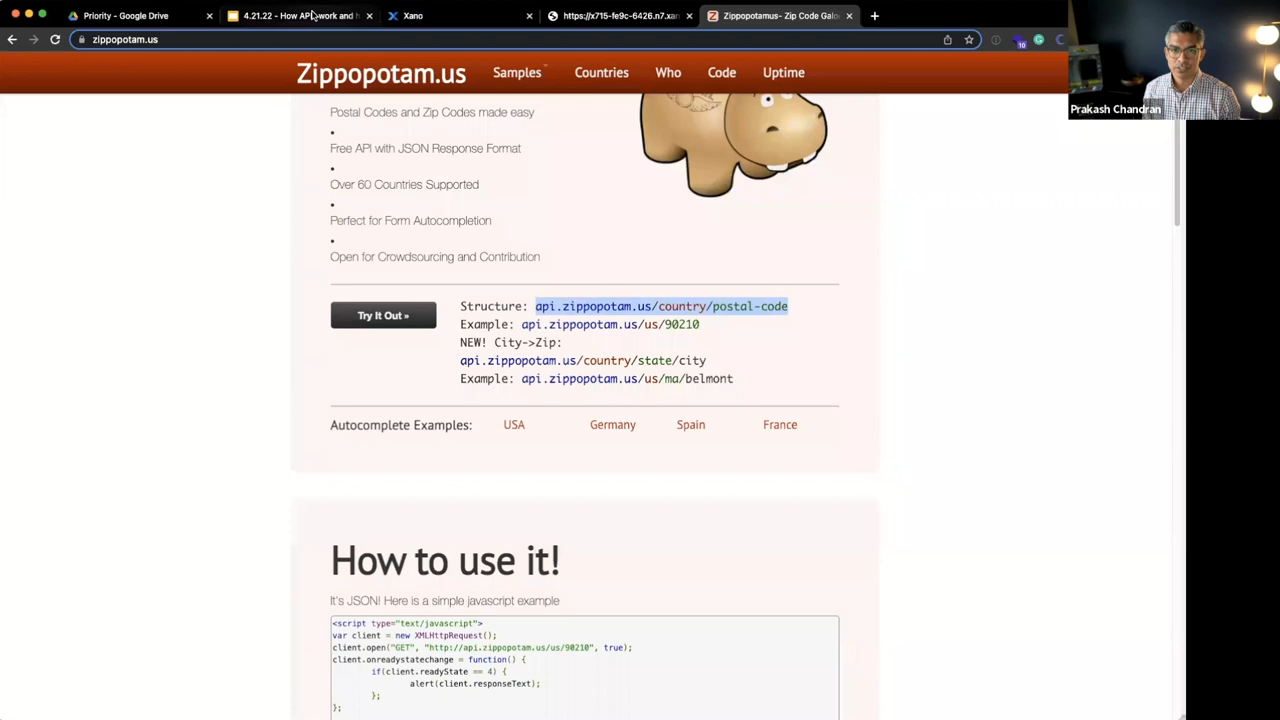 Priority - Google Drive
4.21.22 - How AP work and h
Xano
https://x715-fe9c-6426.n7.xan
Zippopotamus- Zip Code Galo
zippopotam.us
10
Prakash Chandran
Zippopotam.us
Samples
Countries
Who
Code
Uptime
Postal Codes and Zip Codes made easy
•
Free API with JSON Response Format
•
Over 60 Countries Supported
•
Perfect for Form Autocompletion
•
Open for Crowdsourcing and Contribution
Try It Out »
Structure: api.zippopotam.us/country/postal-code
Example: api.zippopotam.us/us/90210
NEW! City->Zip:
api.zippopotam.us/country/state/city
Example: api.zippopotam.us/us/ma/belmont
Autocomplete Examples: USA Germany Spain France
How to use it!
It's JSON! Here is a simple javascript example
<script type="text/javascript">
var client = new XMLHttpRequest();
client.open("GET", "http://api.zippopotam.us/us/90210", true);
client.onreadystatechange = function() {
if(client.readyState == 4) {
alert(client.responseText);
};
};